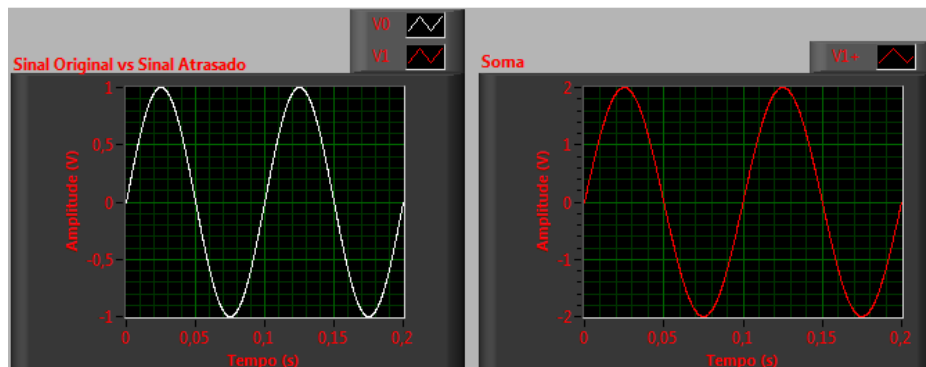 V0
V1
Sinal Original vs Sinal Atrasado
Amplitude (V)
1
0,5
0
-0,5
-1
0
0,05
0,1
0,15
0,2
Tempo (s)
V1+
Soma
Amplitude (V)
2
1
0
-1
-2
0
0,05
0,1
0,15
0,2
Tempo (s)